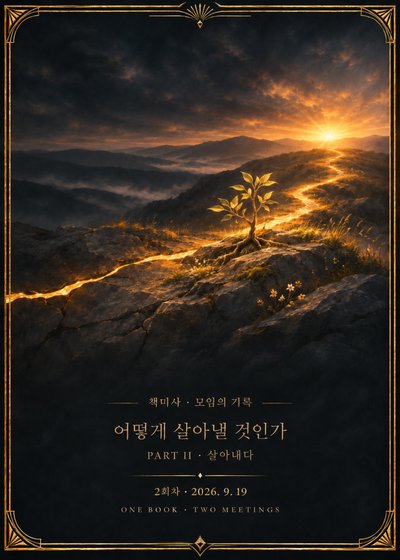 책미사 · 모임의 기록
어떻게 살아낼 것인가
PART II · 살아내다
2회차 · 2026. 9. 19
ONE BOOK · TWO MEETINGS